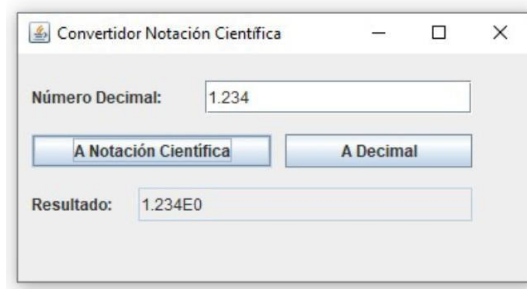 Convertidor Notación Científica
Número Decimal: 1.234
A Notación Científica A Decimal
Resultado: 1.234E0